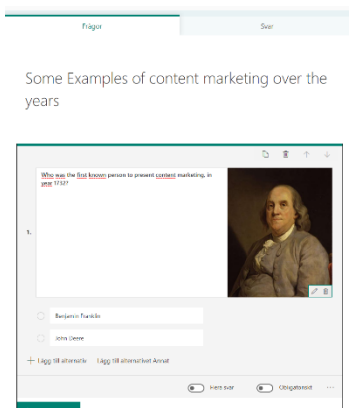 Frågor
Svar
Some Examples of content marketing over the
years
Who was the first known person to present content marketing, in
year 1732?
1.
Benjamin Franklin
John Deere
+ Lägg till alternativ Lägg till alternativet Annat
Flera svar
Obligatorisk
...